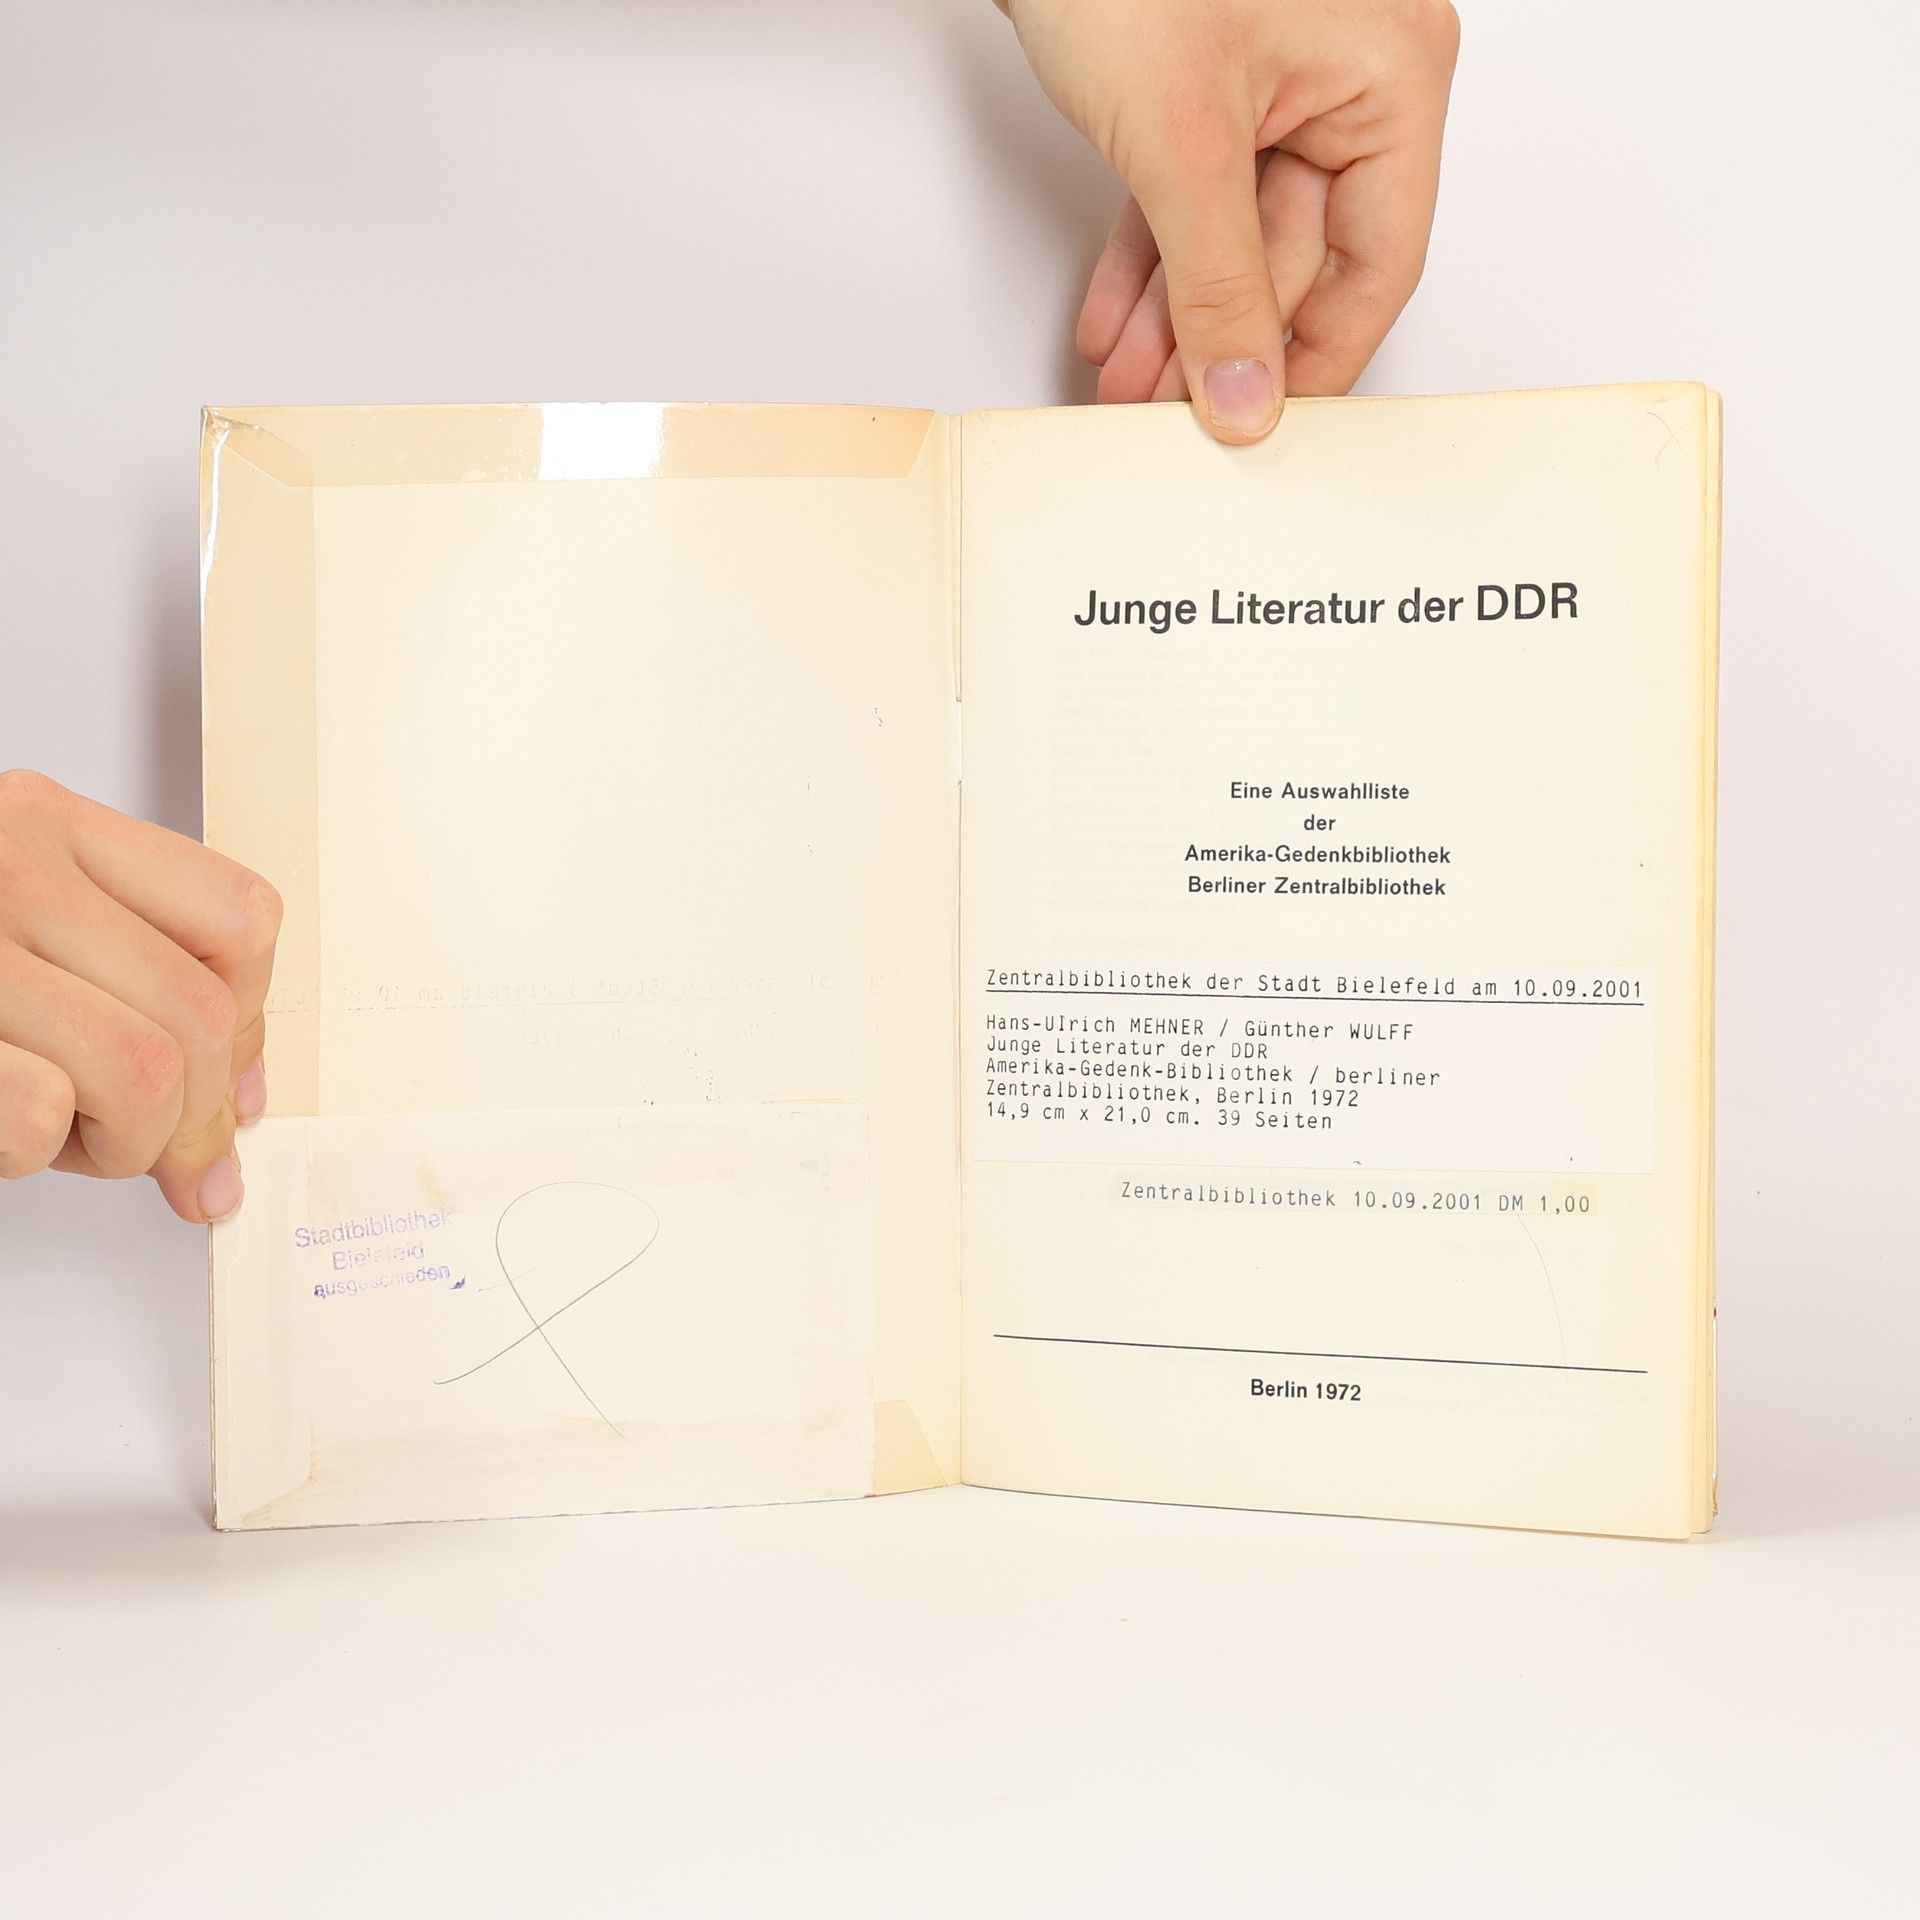 Stadtbibliothek
Bielefeld
ausgeschieden
Junge Literatur der DDR
Eine Auswahlliste
der
Amerika-Gedenkbibliothek
Berliner Zentralbibliothek
Zentralbibliothek der Stadt Bielefeld am 10.09.2001
Hans-Ulrich MEHNER / Günther WULFF
Junge Literatur der DDR
Amerika-Gedenk-Bibliothek / berliner
Zentralbibliothek, Berlin 1972
14,9 cm x 21,0 cm. 39 Seiten
Zentralbibliothek 10.09.2001 DM 1,00
Berlin 1972